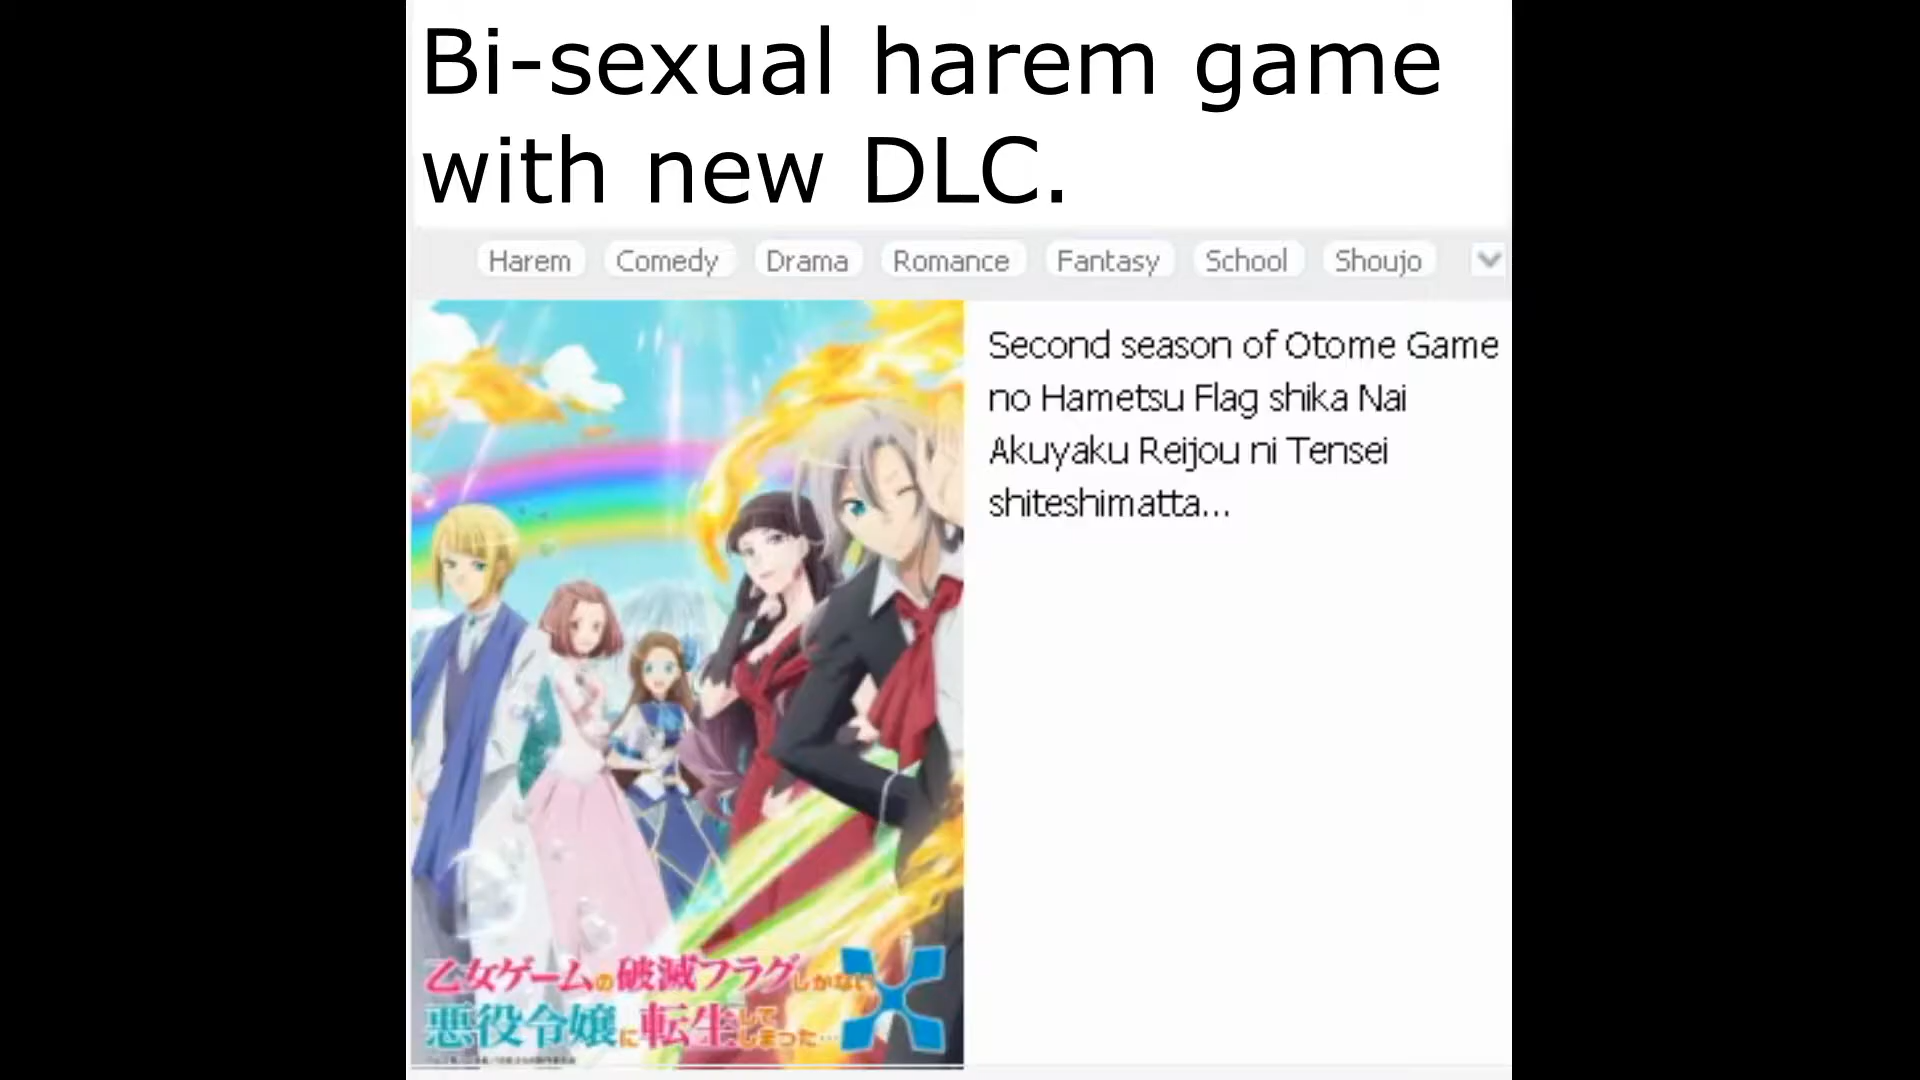 Bi-sexual harem game
with new DLC.
Harem Comedy Drama Romance Fantasy School Shoujo
Second season of Otome Game
no Hametsu Flag shika Nai
Akuyaku Reijou ni Tensei
shiteshimatta...
乙女ゲームの破滅フラグしかない
悪役令嬢に転生してしまった… X